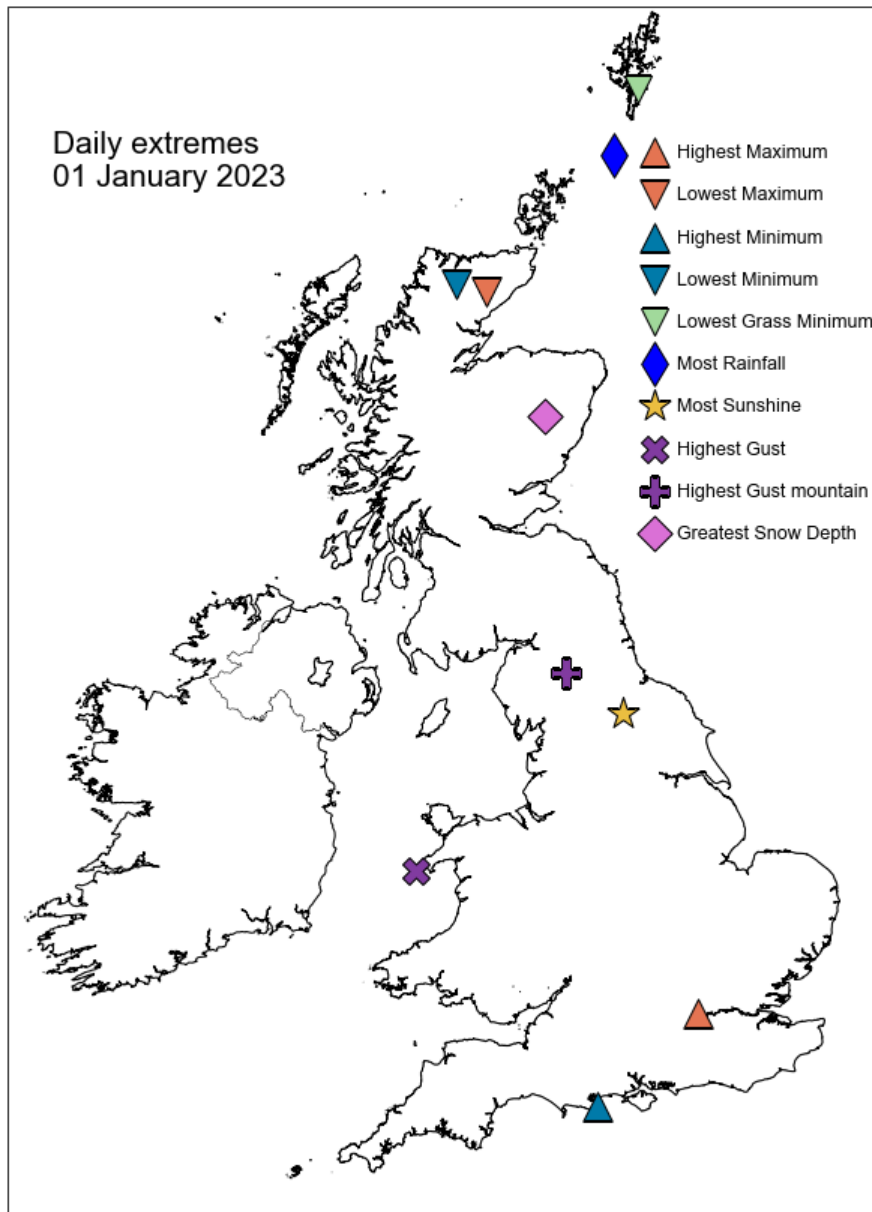 Daily extremes
01 January 2023
Highest Maximum
Lowest Maximum
Highest Minimum
Lowest Minimum
Lowest Grass Minimum
Most Rainfall
Most Sunshine
Highest Gust
Highest Gust mountain
Greatest Snow Depth